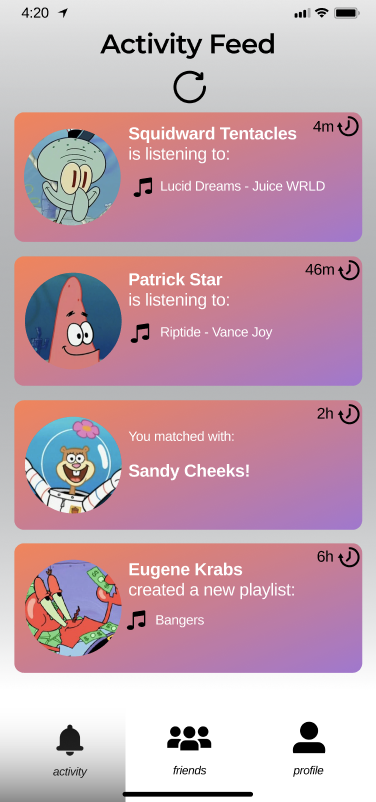 4:20
Activity Feed
4m
Squidward Tentacles
is listening to:
Lucid Dreams - Juice WRLD
46m
Patrick Star
is listening to:
Riptide - Vance Joy
2h
You matched with:
Sandy Cheeks!
6h
Eugene Krabs
created a new playlist:
Bangers
activity
friends
profile